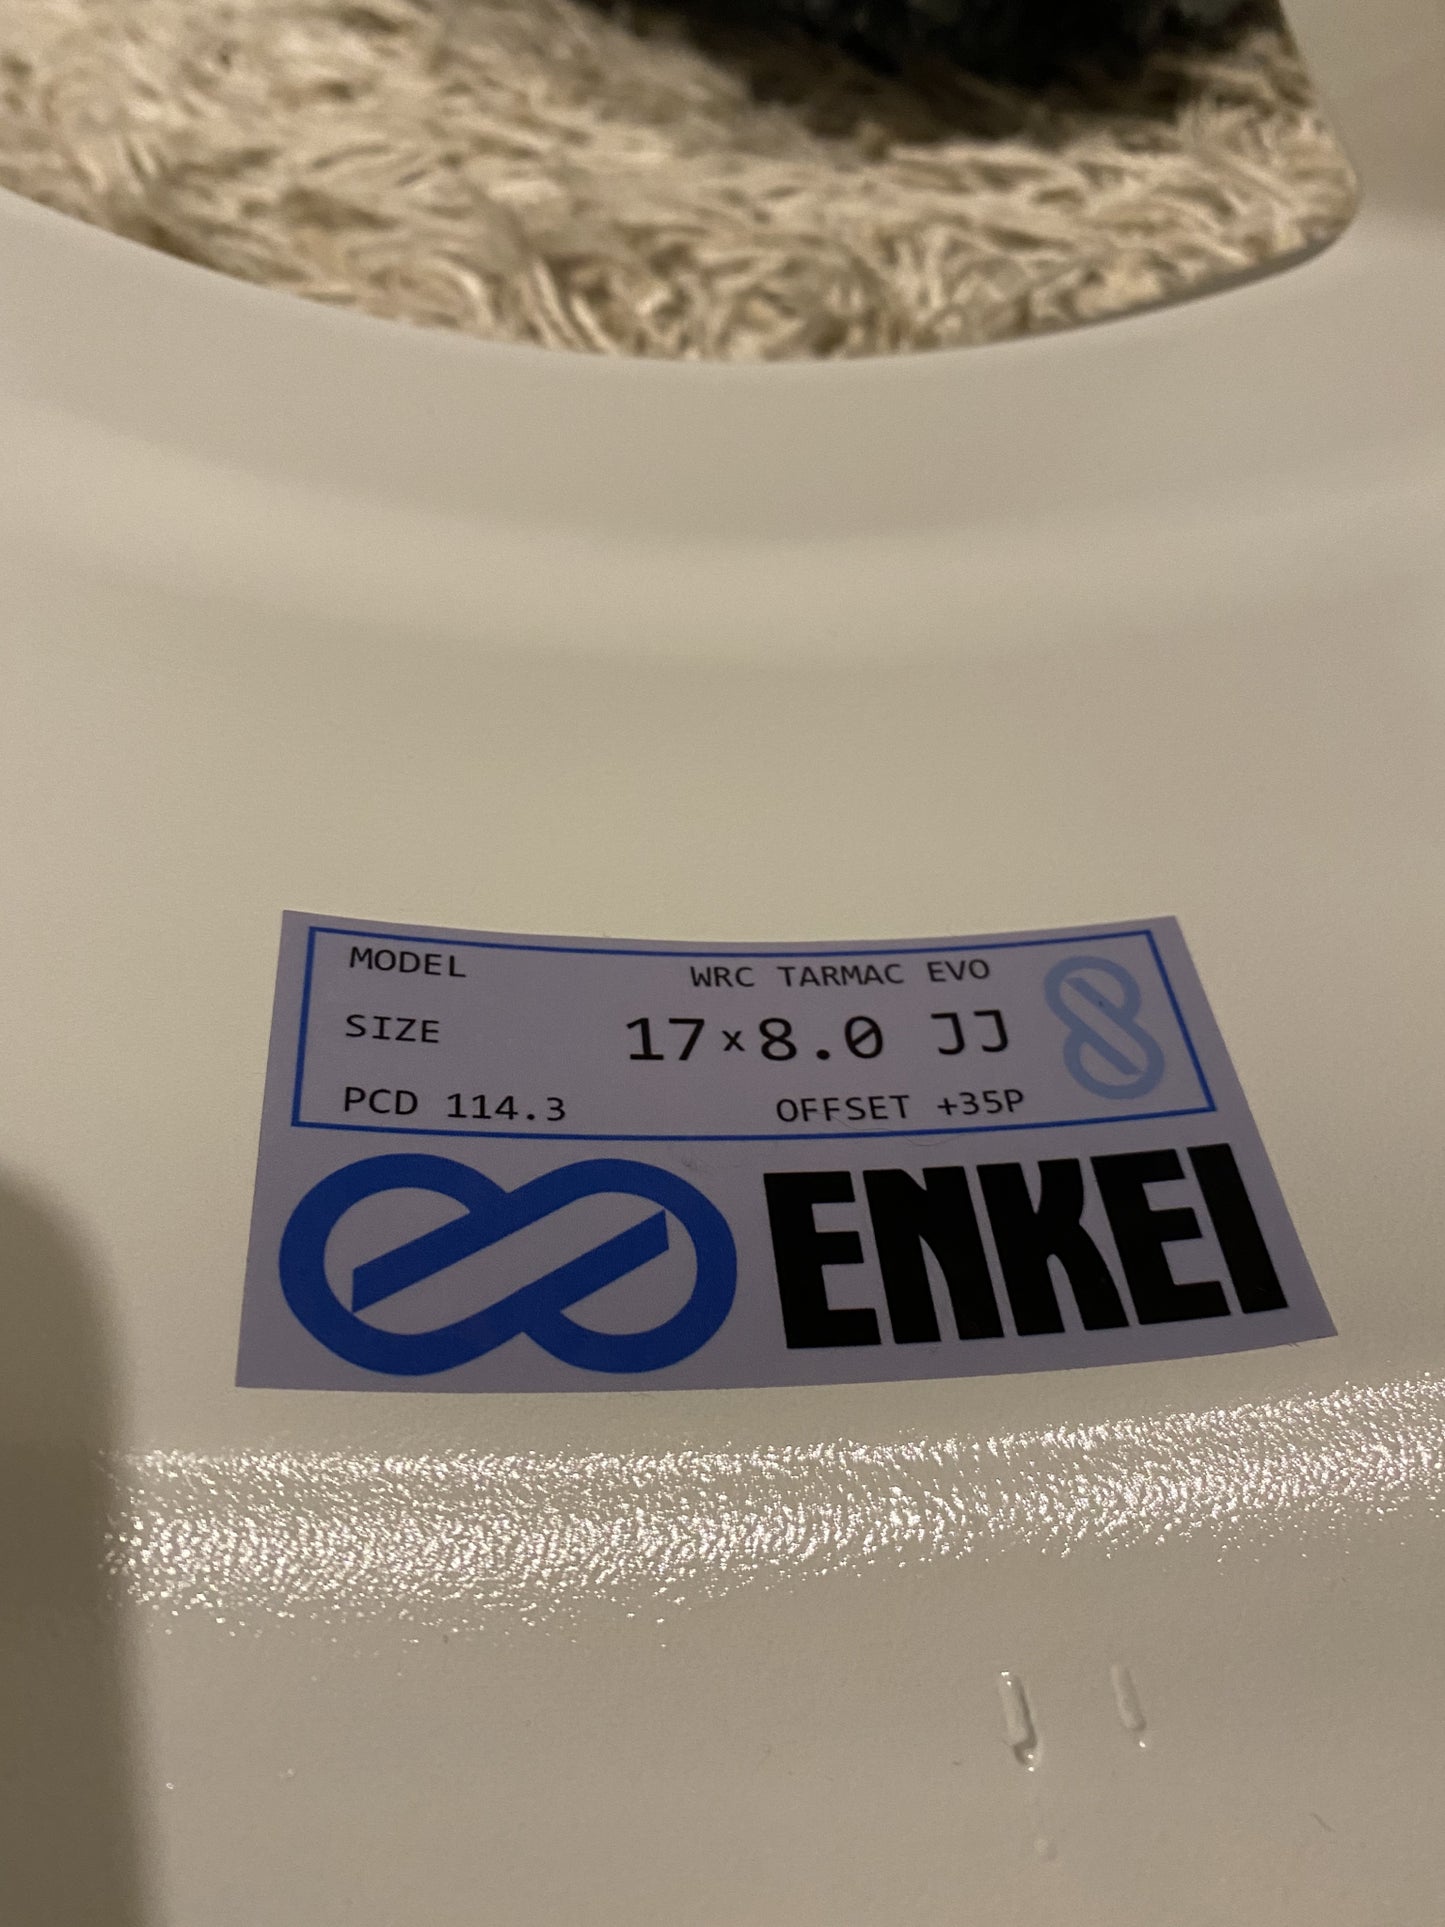 MODEL WRC TARMAC EVO
SIZE 17×8.0 JJ
PCD 114.3 OFFSET +35P
ENKEI